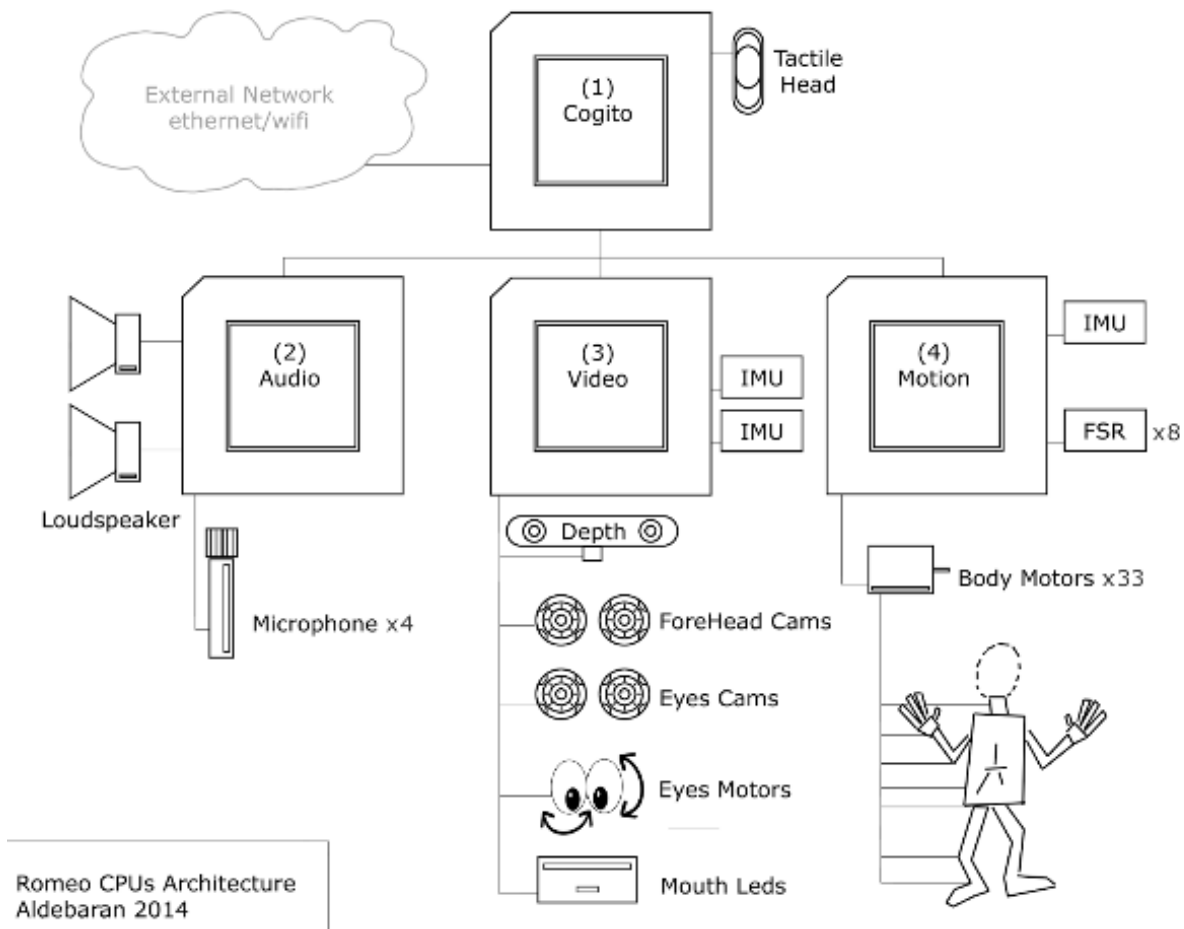 External Network
ethernet/wifi
(1)
Cogito
Tactile
Head
(2)
Audio
(3)
Video
(4)
Motion
IMU
IMU
IMU
FSR x8
Loudspeaker
Microphone x4
Depth
ForeHead Cams
Eyes Cams
Eyes Motors
Mouth Leds
Body Motors x33
Romeo CPUs Architecture
Aldebaran 2014